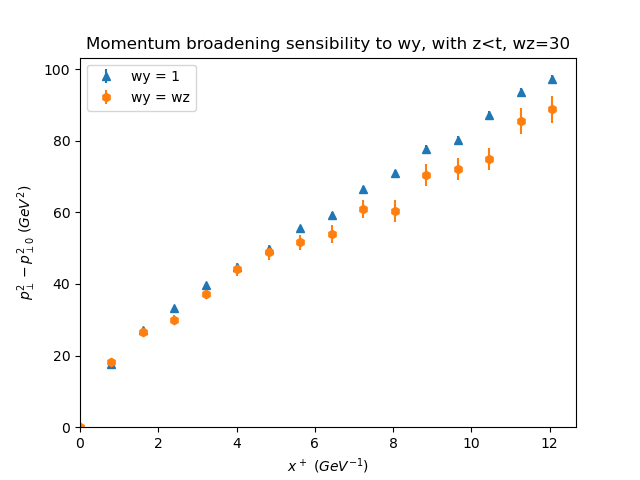 Momentum broadening sensibility to wy, with z<t, wz=30
wy = 1
wy = wz
p²⊥ − p²⊥0 (GeV²)
100
80
60
40
20
0
0 2 4 6 8 10 12
x⁺ (GeV⁻¹)